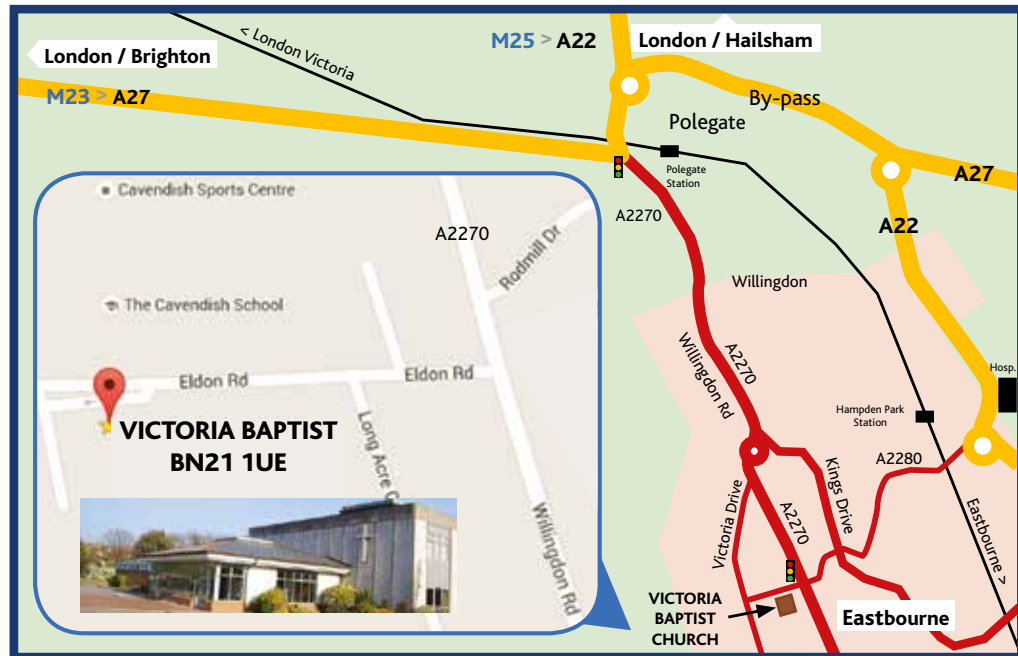 < London Victoria
M25 > A22
London / Hailsham
London / Brighton
M23 > A27
By-pass
Polegate
Polegate
Station
A27
A22
A2270
Willingdon
A2270
Willingdon Rd
Hosp.
Hampden Park
Station
A2280
Kings Drive
Victoria Drive
A2270
Eastbourne >
VICTORIA
BAPTIST
CHURCH
Eastbourne
Cavendish Sports Centre
A2270
Rodmill Dr
The Cavendish School
Eldon Rd
Eldon Rd
VICTORIA BAPTIST
BN21 1UE
Long Acre
Willingdon Rd